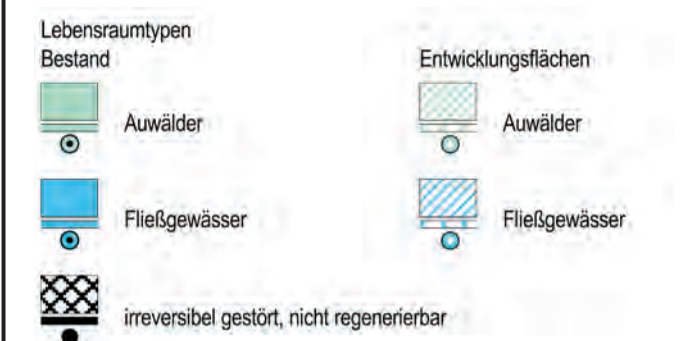 Lebensraumtypen
Bestand
Entwicklungsflächen
Auwälder
Auwälder
Fließgewässer
Fließgewässer
irreversibel gestört, nicht regenerierbar